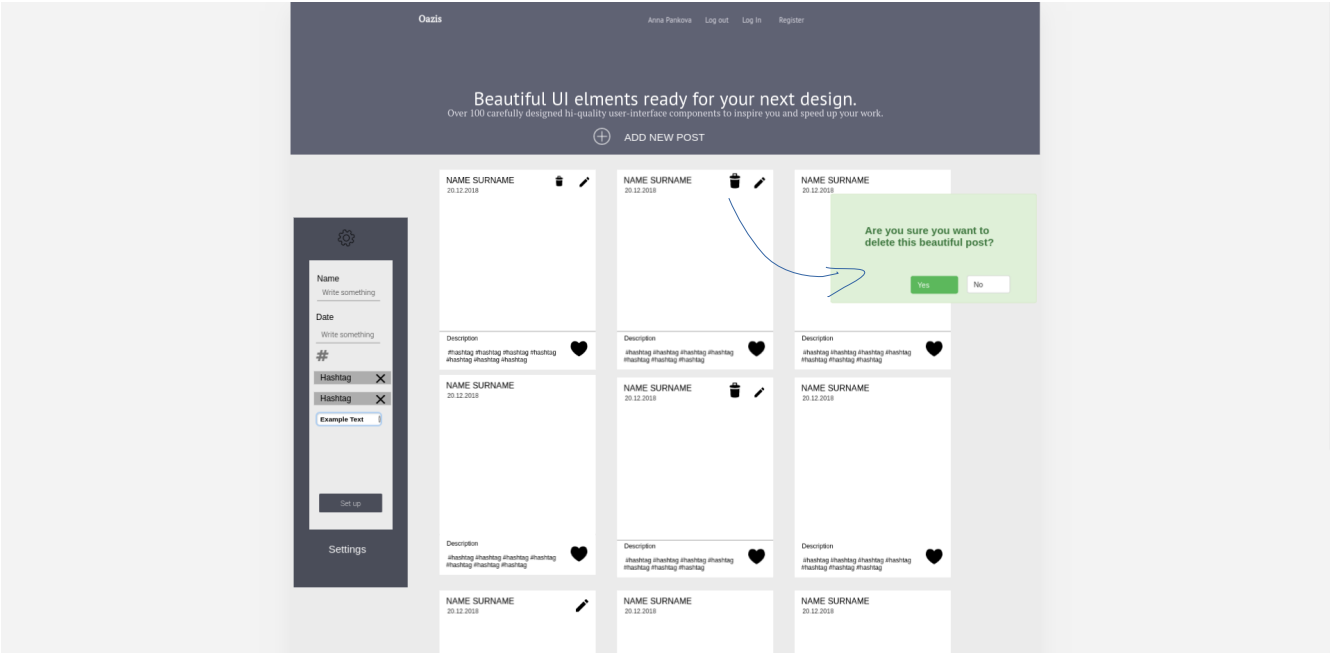 Oazis
Anna Pankova Log out Log In Register
Beautiful UI elments ready for your next design.
Over 100 carefully designed hi-quality user-interface components to inspire you and speed up your work.
ADD NEW POST
Name
Write something
Date
Write something
#
Hashtag
Hashtag
Example Text
Set up
Settings
NAME SURNAME
20.12.2018
Description
#hashtag #hashtag #hashtag #hashtag
#hashtag #hashtag #hashtag
NAME SURNAME
20.12.2018
Description
#hashtag #hashtag #hashtag #hashtag
#hashtag #hashtag #hashtag
NAME SURNAME
20.12.2018
Are you sure you want to
delete this beautiful post?
Yes No
Description
#hashtag #hashtag #hashtag #hashtag
#hashtag #hashtag #hashtag
NAME SURNAME
20.12.2018
Description
#hashtag #hashtag #hashtag #hashtag
#hashtag #hashtag #hashtag
NAME SURNAME
20.12.2018
Description
#hashtag #hashtag #hashtag #hashtag
#hashtag #hashtag #hashtag
NAME SURNAME
20.12.2018
Description
#hashtag #hashtag #hashtag #hashtag
#hashtag #hashtag #hashtag
NAME SURNAME
20.12.2018
NAME SURNAME
20.12.2018
NAME SURNAME
20.12.2018